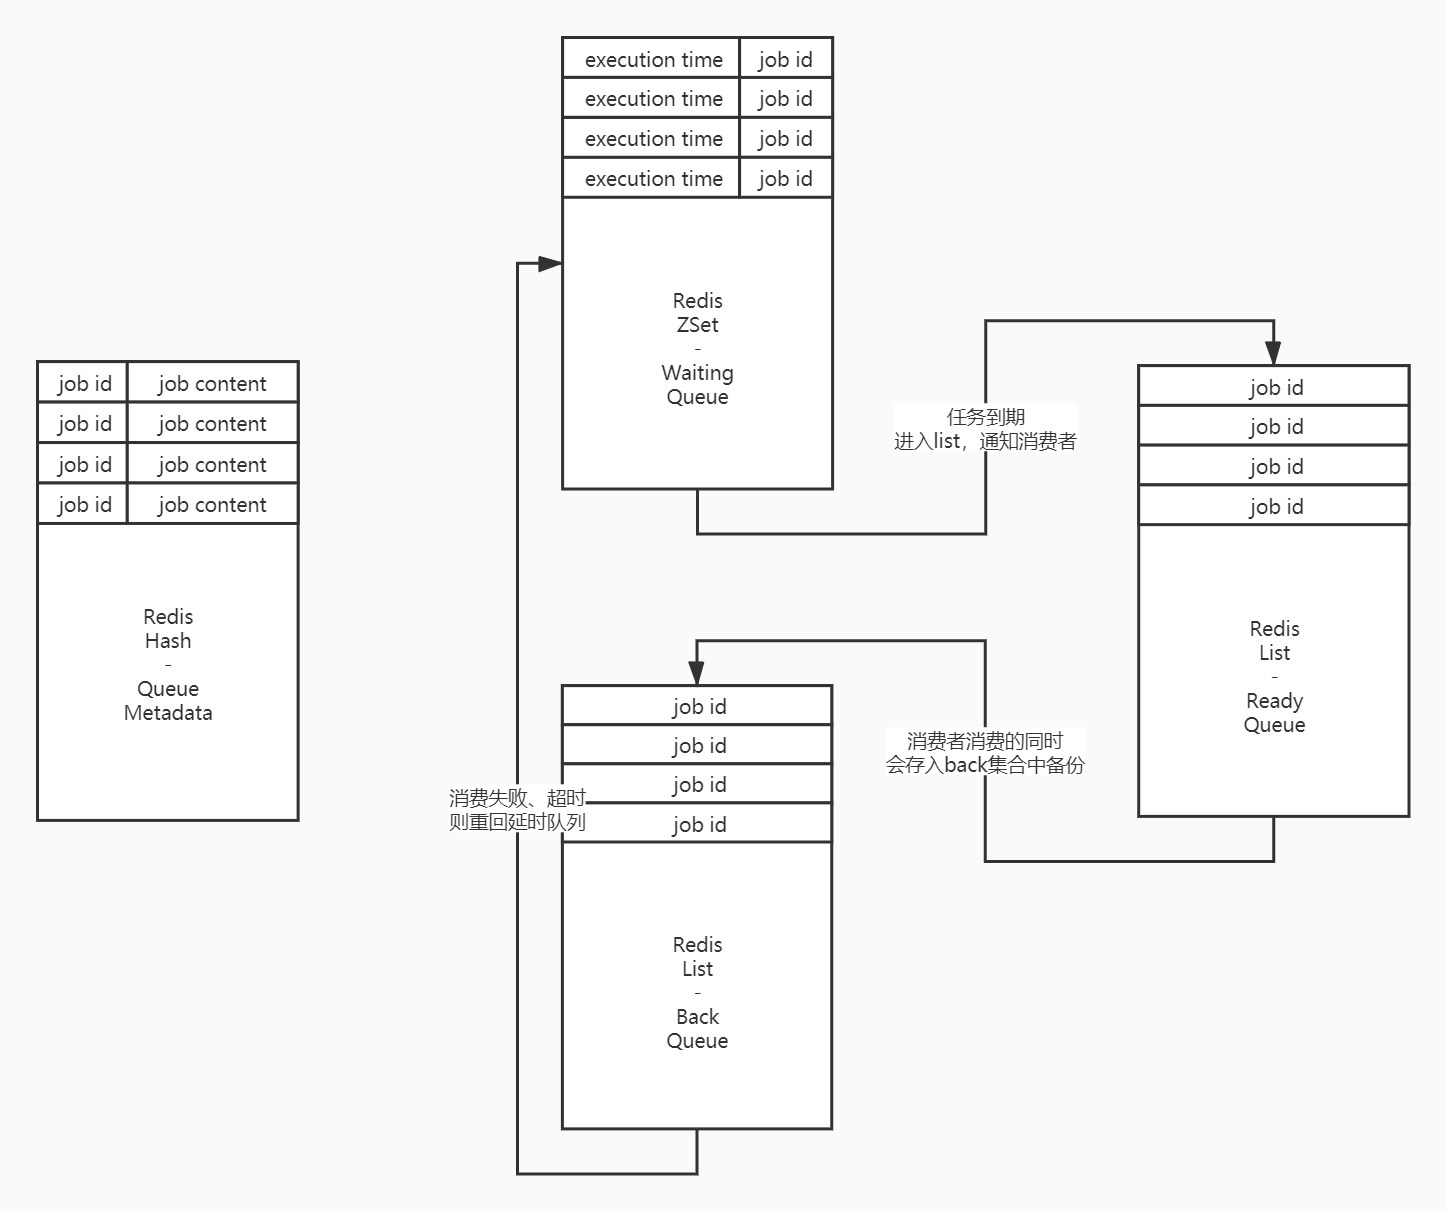 execution time job id
execution time job id
execution time job id
execution time job id
Redis
ZSet
-
Waiting
Queue
job id job content
job id job content
job id job content
job id job content
Redis
Hash
-
Queue
Metadata
任务到期
进入list，通知消费者
job id
job id
job id
job id
Redis
List
-
Ready
Queue
消费者消费的同时
会存入back集合中备份
job id
job id
job id
job id
Redis
List
-
Back
Queue
消费失败、超时
则重回延时队列